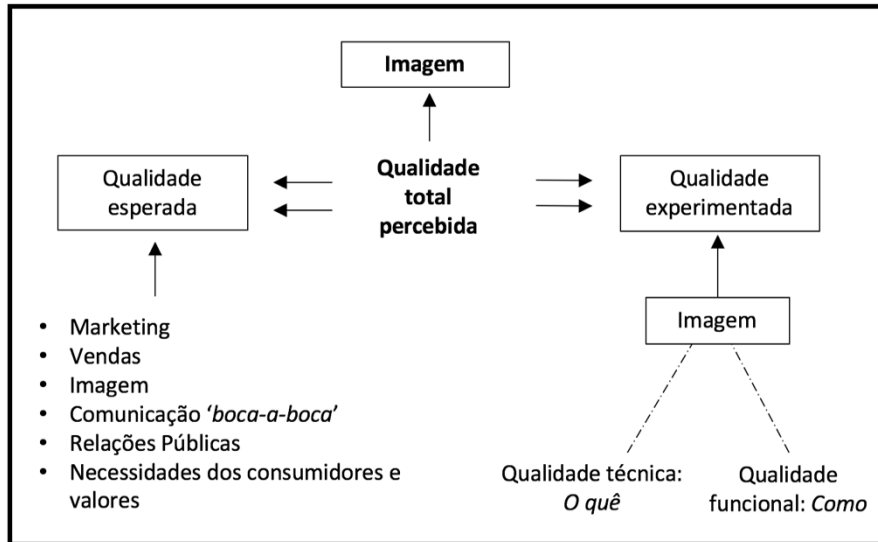 Imagem
Qualidade
esperada
Qualidade
total
percebida
Qualidade
experimentada
• Marketing
• Vendas
• Imagem
• Comunicação ‘boca-a-boca’
• Relações Públicas
• Necessidades dos consumidores e
valores
Imagem
Qualidade técnica:
O quê
Qualidade
funcional: Como